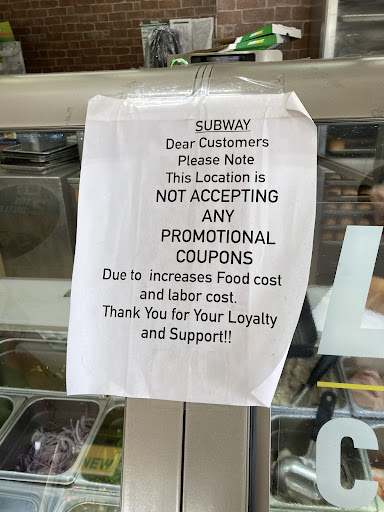 SUBWAY
Dear Customers
Please Note
This Location is
NOT ACCEPTING
ANY
PROMOTIONAL
COUPONS
Due to increases Food cost
and labor cost.
Thank You for Your Loyalty
and Support!!
L
C
NEW